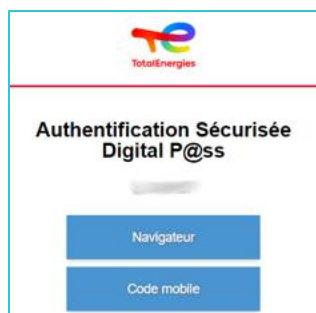 TotalEnergies
Authentification Sécurisée
Digital P@ss
Navigateur
Code mobile